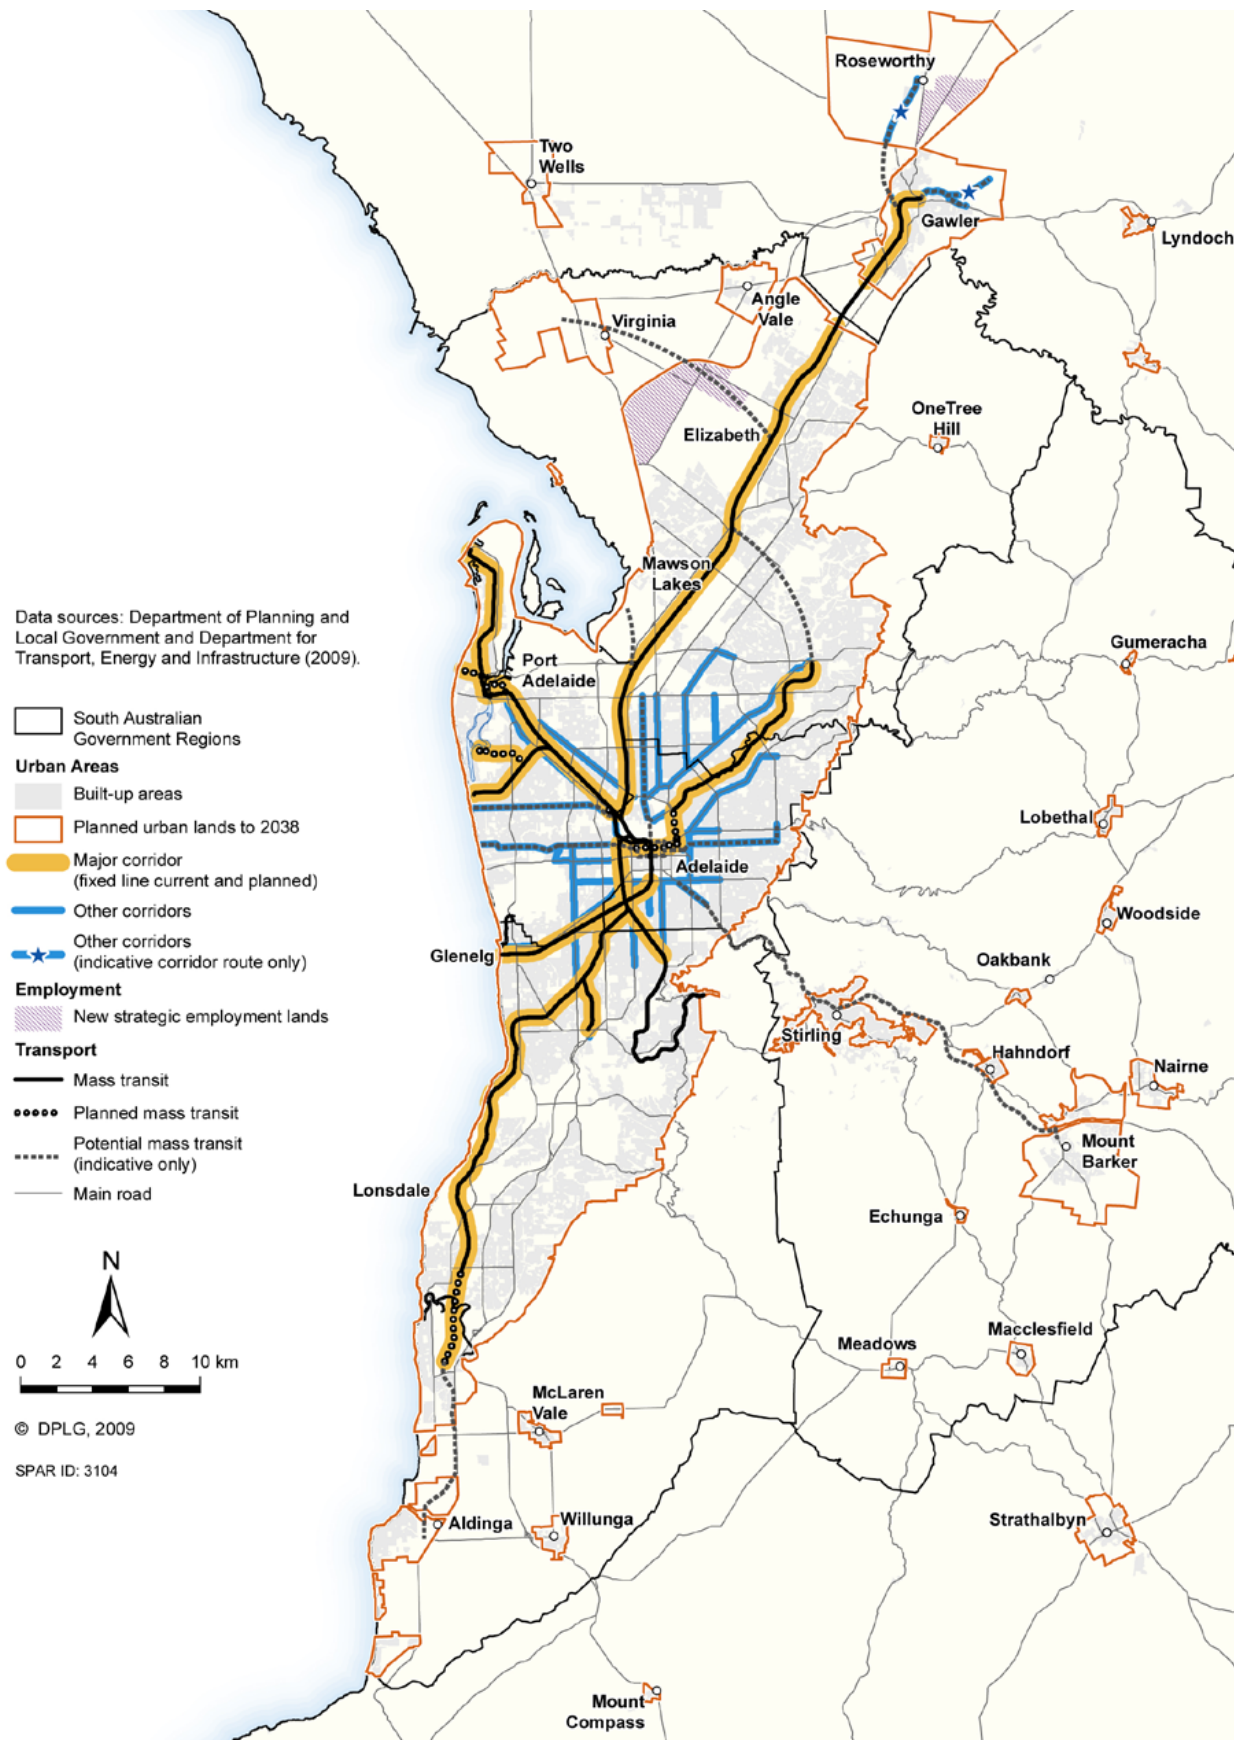 Roseworthy
Two
Wells
Gawler
Lyndoch
Angle
Vale
Virginia
OneTree
Hill
Elizabeth
Mawson
Lakes
Data sources: Department of Planning and
Local Government and Department for
Transport, Energy and Infrastructure (2009).
Gumeracha
Port
Adelaide
South Australian
Government Regions
Urban Areas
Built-up areas
Planned urban lands to 2038
Major corridor
(fixed line current and planned)
Other corridors
Other corridors
(indicative corridor route only)
Employment
New strategic employment lands
Transport
Mass transit
Planned mass transit
Potential mass transit
(indicative only)
Main road
Lobethal
Adelaide
Woodside
Glenelg
Oakbank
Stirling
Hahndorf
Nairne
Mount
Barker
Lonsdale
Echunga
N
0 2 4 6 8 10 km
Meadows
Macclesfield
McLaren
Vale
© DPLG, 2009
SPAR ID: 3104
Aldinga
Willunga
Strathalbyn
Mount
Compass